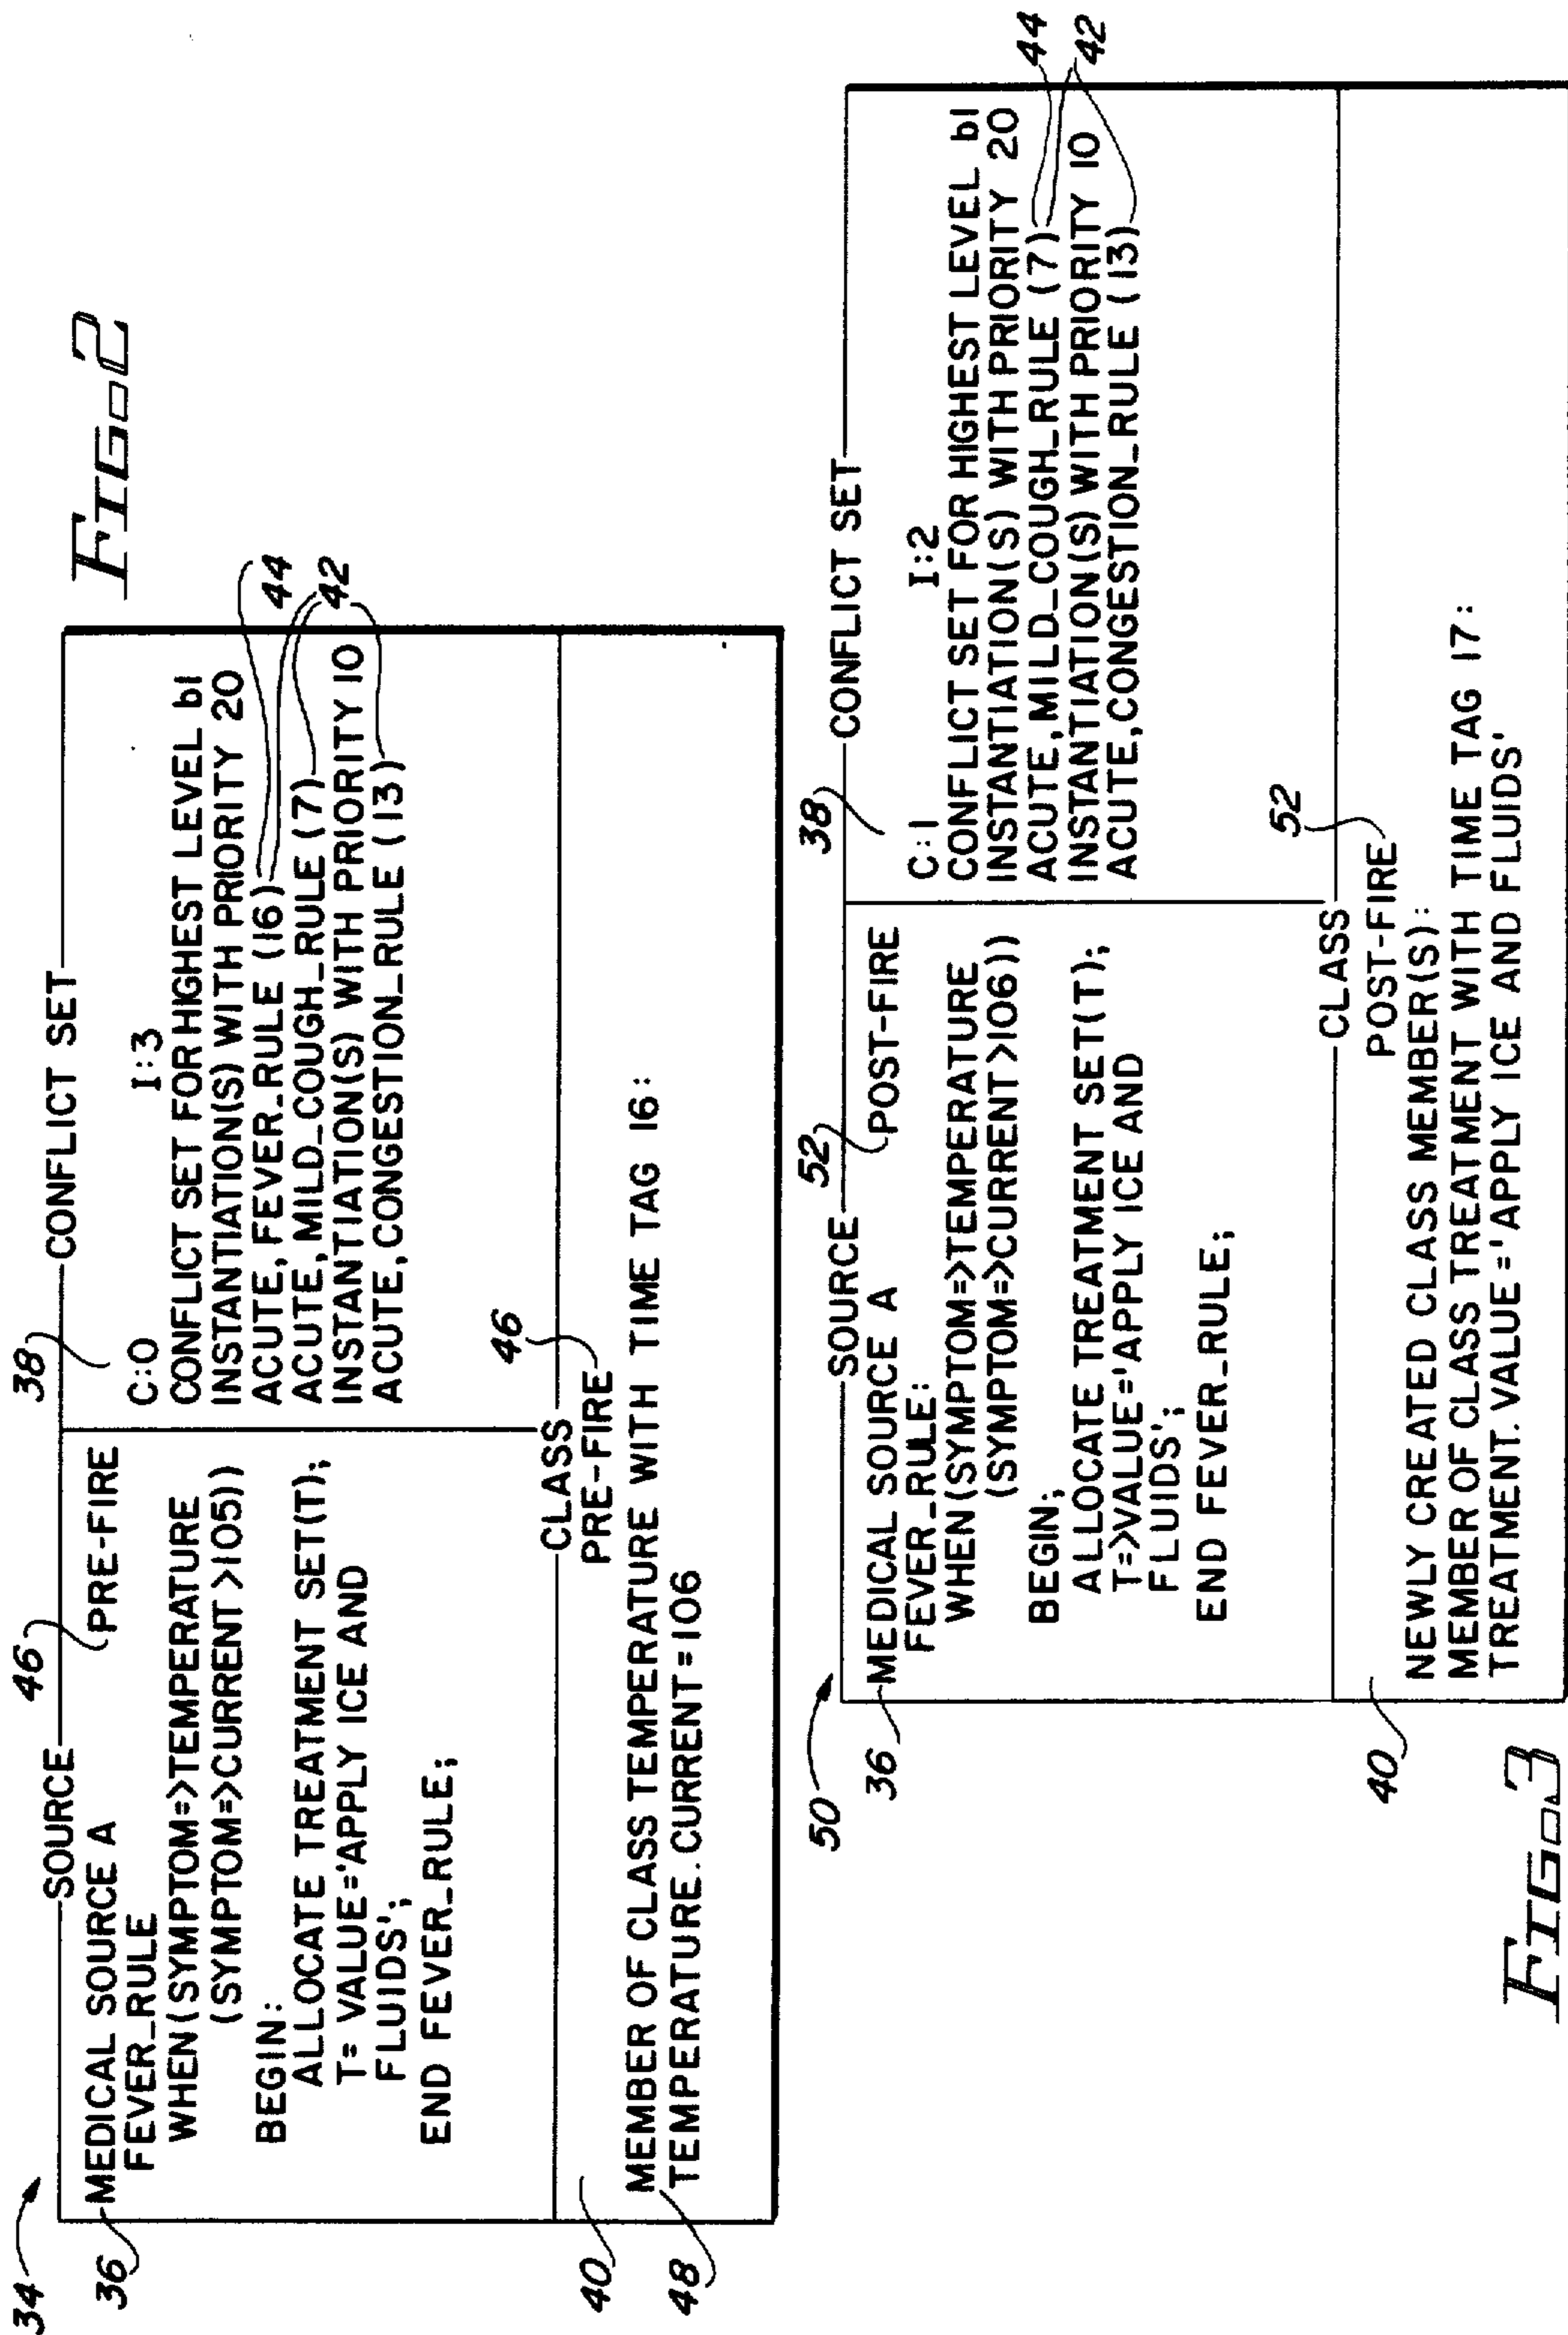 FIG.2
34
SOURCE
46
PRE-FIRE
36
MEDICAL SOURCE A
FEVER_RULE
WHEN(SYMPTOM=>TEMPERATURE
(SYMPTOM=>CURRENT>105))
BEGIN:
ALLOCATE TREATMENT SET(T);
T= VALUE='APPLY ICE AND
FLUIDS';
END FEVER_RULE;
38
CONFLICT SET
C:0 I:3
CONFLICT SET FOR HIGHEST LEVEL b1
INSTANTIATION(S) WITH PRIORITY 20
ACUTE, FEVER_RULE (16)
ACUTE, MILD_COUGH_RULE (7)
INSTANTIATION(S) WITH PRIORITY 10
ACUTE, CONGESTION_RULE (13)
44
42
CLASS
46
PRE-FIRE
40
MEMBER OF CLASS TEMPERATURE WITH TIME TAG 16:
48
TEMPERATURE.CURRENT=106
50
SOURCE
52
POST-FIRE
36
MEDICAL SOURCE A
FEVER_RULE:
WHEN(SYMPTOM=>TEMPERATURE
(SYMPTOM=>CURRENT>106))
BEGIN;
ALLOCATE TREATMENT SET(T);
T=>VALUE='APPLY ICE AND
FLUIDS';
END FEVER_RULE;
38
CONFLICT SET
C:1 I:2
CONFLICT SET FOR HIGHEST LEVEL b1
INSTANTIATION(S) WITH PRIORITY 20
ACUTE, MILD_COUGH_RULE (7)
INSTANTIATION(S) WITH PRIORITY 10
ACUTE, CONGESTION_RULE (13)
44
42
CLASS
52
POST-FIRE
40
NEWLY CREATED CLASS MEMBER(S):
MEMBER OF CLASS TREATMENT WITH TIME TAG 17:
TREATMENT.VALUE='APPLY ICE AND FLUIDS'
FIG.3